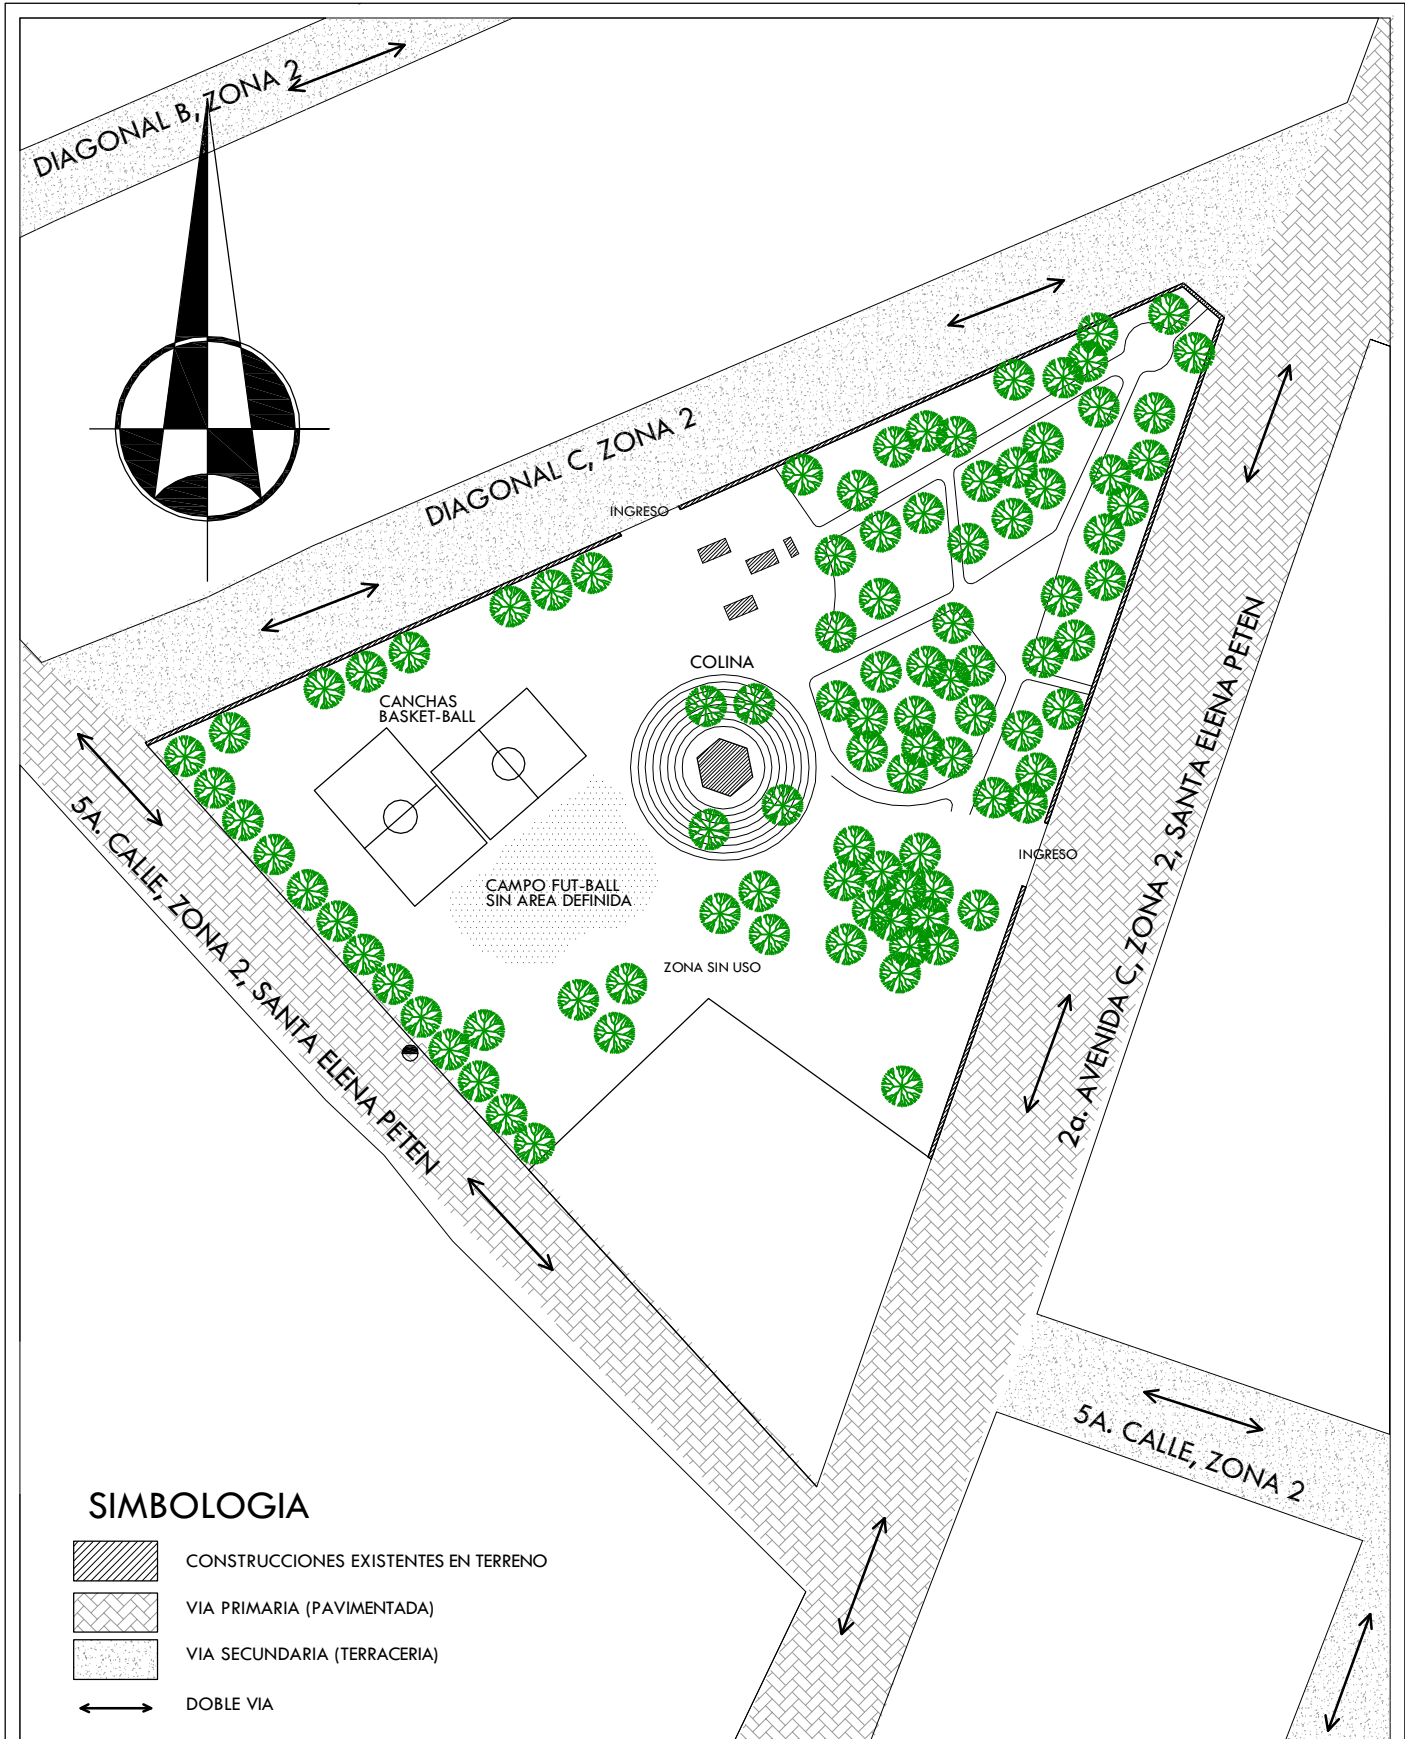 DIAGONAL B, ZONA 2
DIAGONAL C, ZONA 2
INGRESO
COLINA
CANCHAS
BASKET-BALL
CAMPO FUT-BALL
SIN AREA DEFINIDA
INGRESO
ZONA SIN USO
5A. CALLE, ZONA 2, SANTA ELENA PETEN
2a. AVENIDA C, ZONA 2, SANTA ELENA PETEN
5A. CALLE, ZONA 2
SIMBOLOGIA
CONSTRUCCIONES EXISTENTES EN TERRENO
VIA PRIMARIA (PAVIMENTADA)
VIA SECUNDARIA (TERRACERIA)
DOBLE VIA